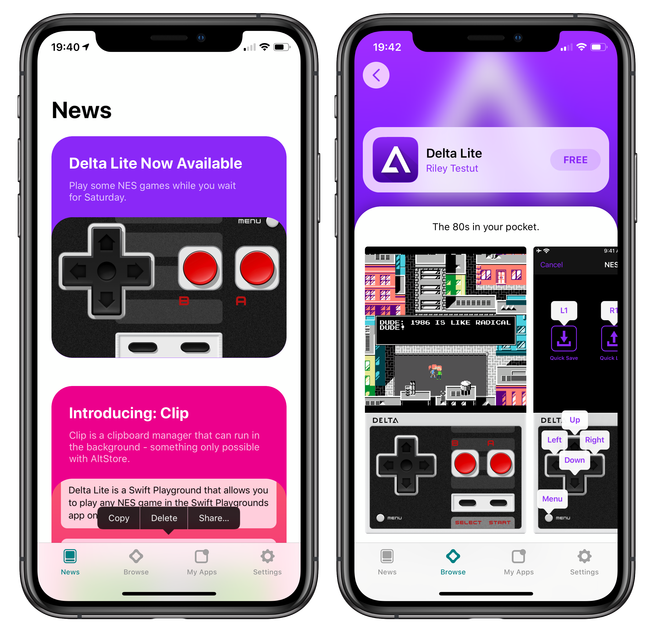 19:40
News
Delta Lite Now Available
Play some NES games while you wait
for Saturday.
MENU
B
A
Introducing: Clip
Clip is a clipboard manager that can run in
the background - something only possible
with AltStore.
Delta Lite is a Swift Playground that allows you
to play any NES game in the Swift Playgrounds
app on
Copy
Delete
Share...
News
Browse
My Apps
Settings
19:42
Delta Lite
Riley Testut
FREE
The 80s in your pocket.
DUDE: 1986 IS LIKE RADICAL
DUDE!
DELTA
B
A
MENU
SELECT START
9:41
Cancel
NES
L1
R1
Quick Save
Quick L
DELTA
Up
Left
Right
Down
Menu
MENU
News
Browse
My Apps
Settings